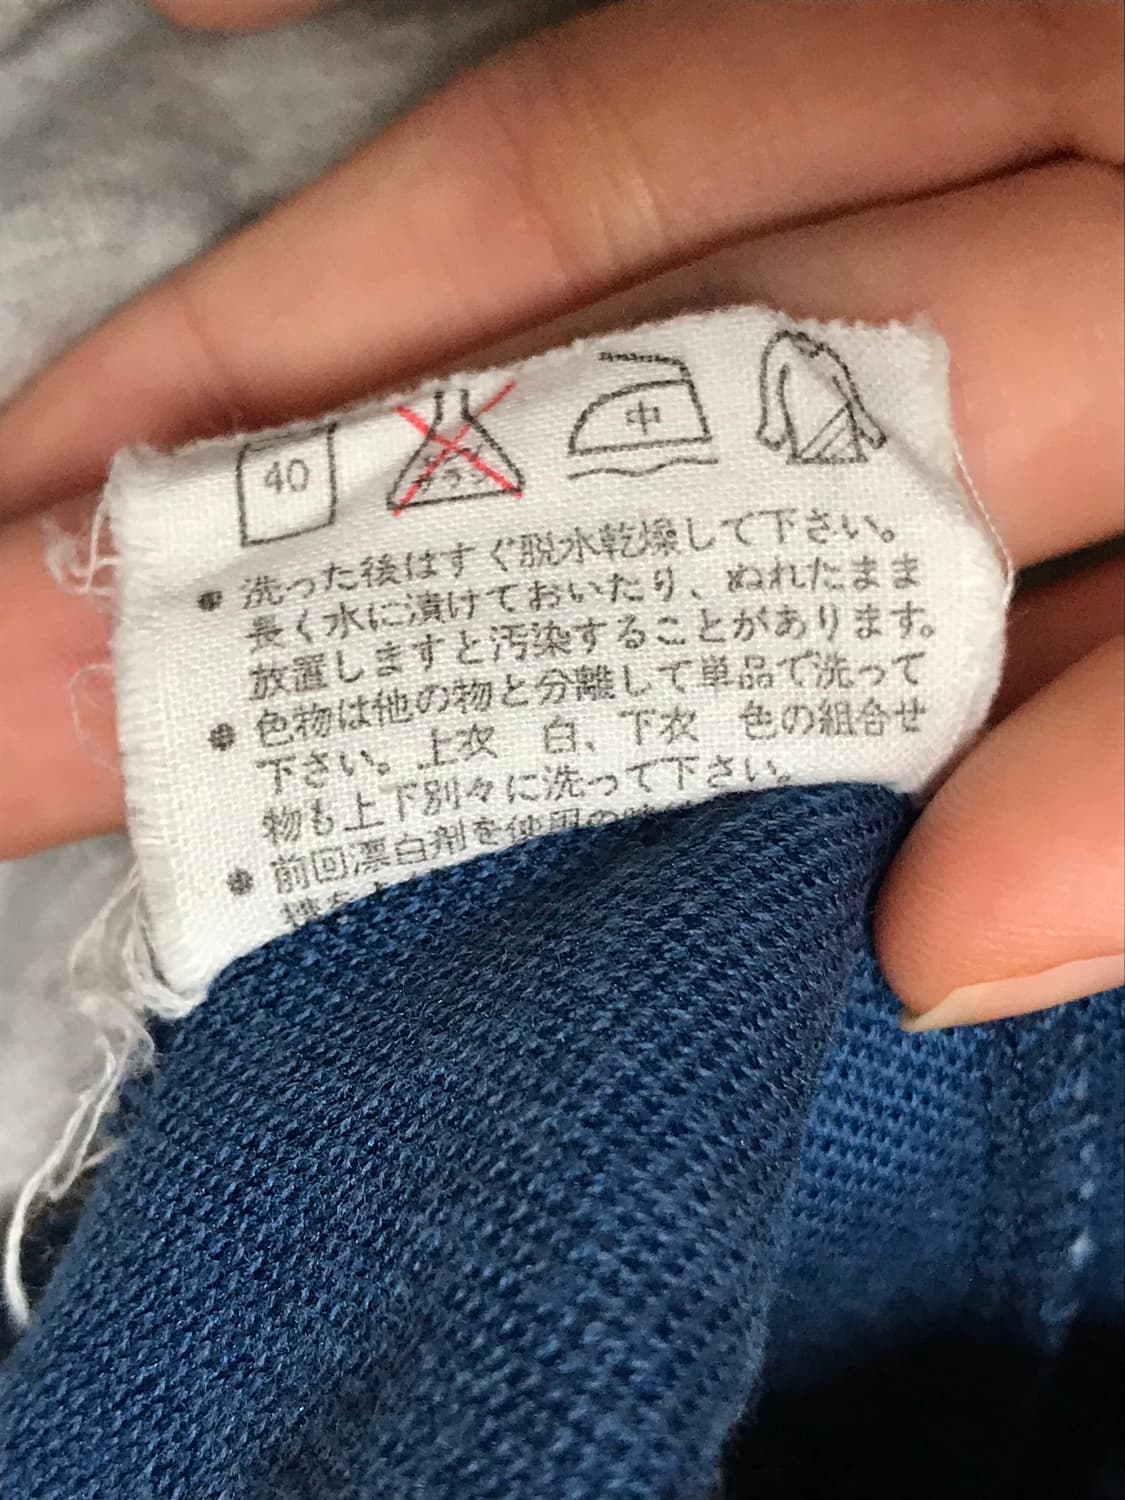 40 中
● 洗った後はすぐ脱水乾燥して下さい。
長く水に漬けておいたり、ぬれたまま
放置しますと汚染することがあります。
● 色物は他の物と分離して単品で洗って
下さい。上衣 白、下衣 色の組合せ
物も上下別々に洗って下さい。
● 前回漂白剤を使用の